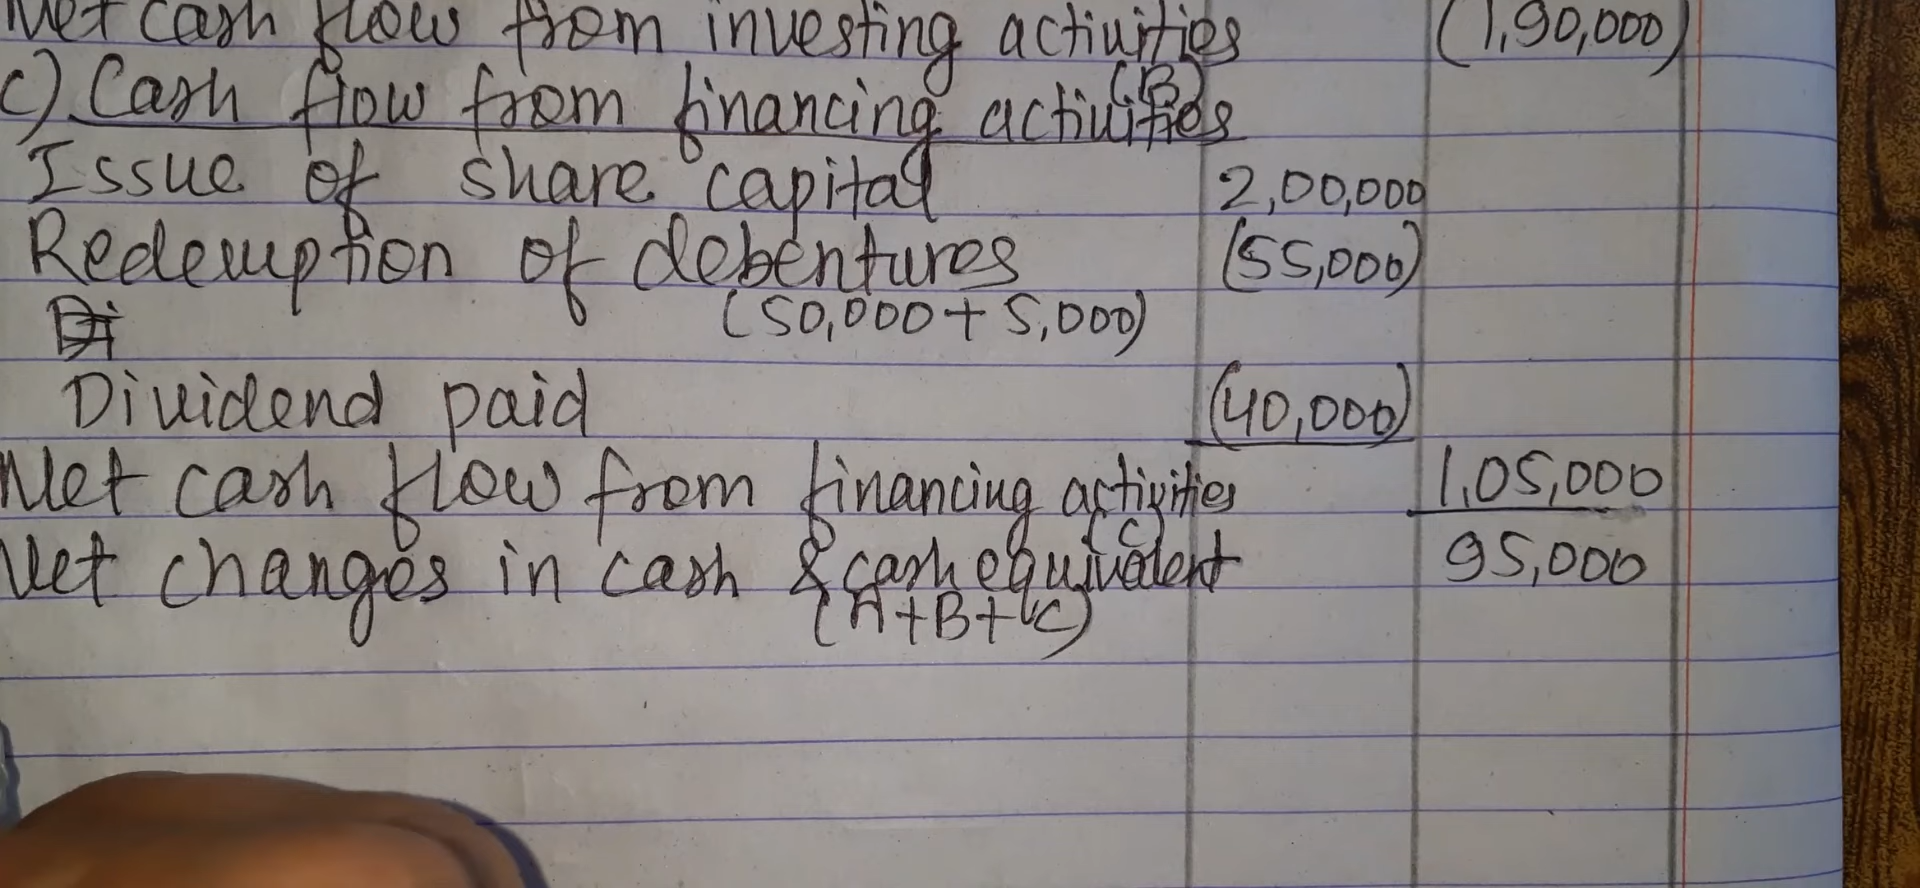 Net cash flow from investing activities (1,90,000)
(B)
C) Cash flow from financing activities
Issue of share capital 2,00,000
Redemption of debentures (55,000)
(50,000 + 5,000)
Dividend paid (40,000)
Net cash flow from financing activities 1,05,000
(C)
Net changes in cash & cash equivalent 95,000
(A+B+C)